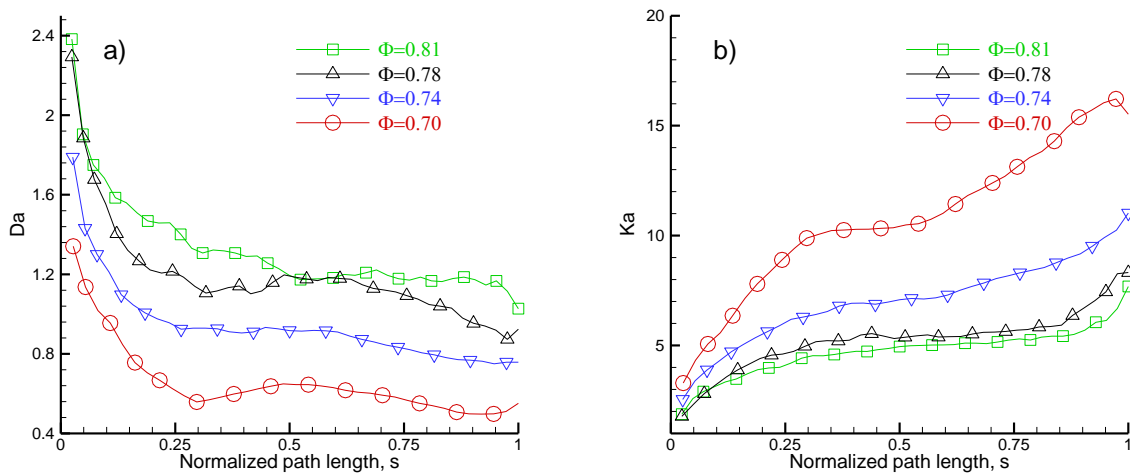 a)
Φ=0.81
Φ=0.78
Φ=0.74
Φ=0.70
2.4
2
1.6
1.2
0.8
0.4
Da
0
0.25
0.5
0.75
1
Normalized path length, s
b)
Φ=0.81
Φ=0.78
Φ=0.74
Φ=0.70
20
15
10
5
Ka
0
0.25
0.5
0.75
1
Normalized path length, s